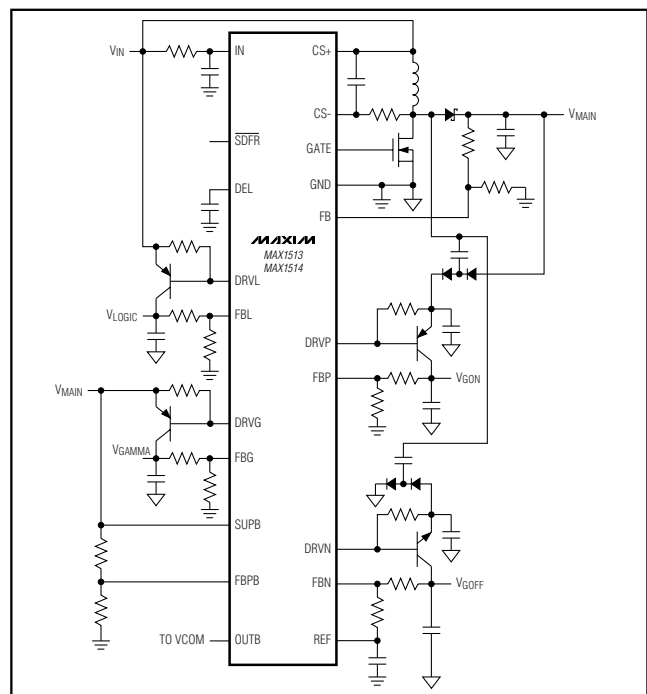 VIN
IN
SDFR
DEL
MAXIM
MAX1513
MAX1514
DRVL
VLOGIC
FBL
VMAIN
DRVG
VGAMMA
FBG
SUPB
FBPB
TO VCOM
OUTB
CS+
CS-
VMAIN
GATE
GND
FB
DRVP
FBP
VGON
DRVN
FBN
VGOFF
REF